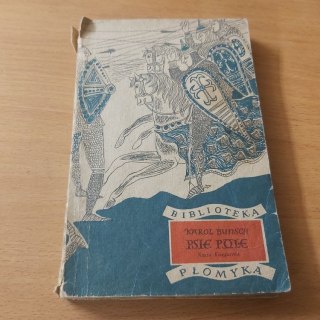 BIBLIOTEKA
KAROL BUNSCH
PSIE POLE
PŁOMYKA